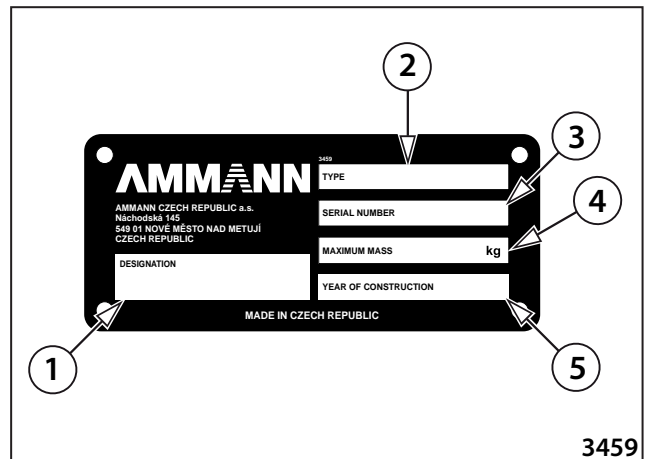 2
3
4
1
5
3459
AMMANN
AMMANN CZECH REPUBLIC a.s.
Náchodská 145
549 01 NOVÉ MĚSTO NAD METUJÍ
CZECH REPUBLIC
DESIGNATION
TYPE
SERIAL NUMBER
MAXIMUM MASS kg
YEAR OF CONSTRUCTION
MADE IN CZECH REPUBLIC
3459